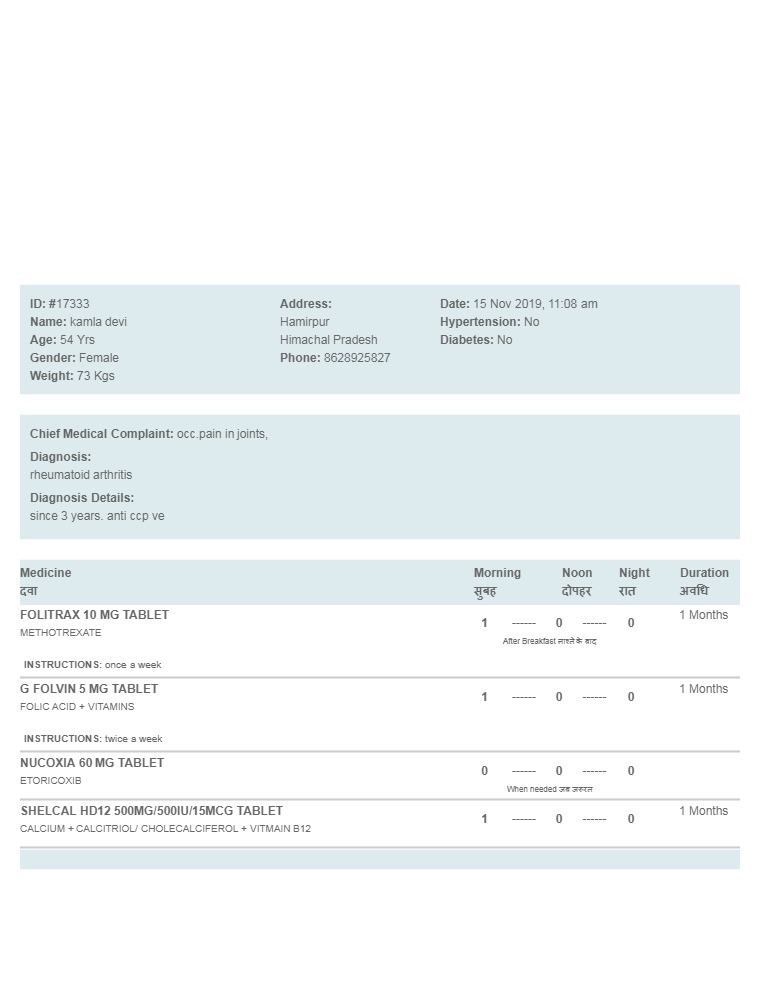 ID: #17333
Name: kamla devi
Age: 54 Yrs
Gender: Female
Weight: 73 Kgs
Address:
Hamirpur
Himachal Pradesh
Phone: 8628925827
Date: 15 Nov 2019, 11:08 am
Hypertension: No
Diabetes: No
Chief Medical Complaint: occ.pain in joints,
Diagnosis:
rheumatoid arthritis
Diagnosis Details:
since 3 years. anti ccp ve
Medicine Morning Noon Night Duration
दवा सुबह दोपहर रात अवधि
FOLITRAX 10 MG TABLET 1 ------ 0 ------ 0 1 Months
METHOTREXATE
After Breakfast नाश्ते के बाद
INSTRUCTIONS: once a week
G FOLVIN 5 MG TABLET 1 ------ 0 ------ 0 1 Months
FOLIC ACID + VITAMINS
INSTRUCTIONS: twice a week
NUCOXIA 60 MG TABLET 0 ------ 0 ------ 0
ETORICOXIB
When needed जब जरुरत
SHELCAL HD12 500MG/500IU/15MCG TABLET 1 ------ 0 ------ 0 1 Months
CALCIUM + CALCITRIOL/ CHOLECALCIFEROL + VITMAIN B12